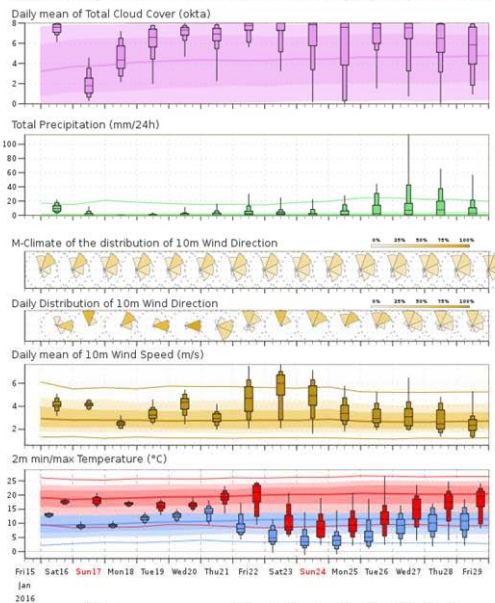 Daily mean of Total Cloud Cover (okta)
8
6
4
2
0
Total Precipitation (mm/24h)
100
80
60
40
20
0
M-Climate of the distribution of 10m Wind Direction
0% 25% 50% 75% 100%
Daily Distribution of 10m Wind Direction
0% 25% 50% 75% 100%
Daily mean of 10m Wind Speed (m/s)
6
4
2
2m min/max Temperature (°C)
25
20
15
10
5
0
Fri15 Sat16 Sun17 Mon18 Tue19 Wed20 Thu21 Fri22 Sat23 Sun24 Mon25 Tue26 Wed27 Thu28 Fri29
Jan
2016